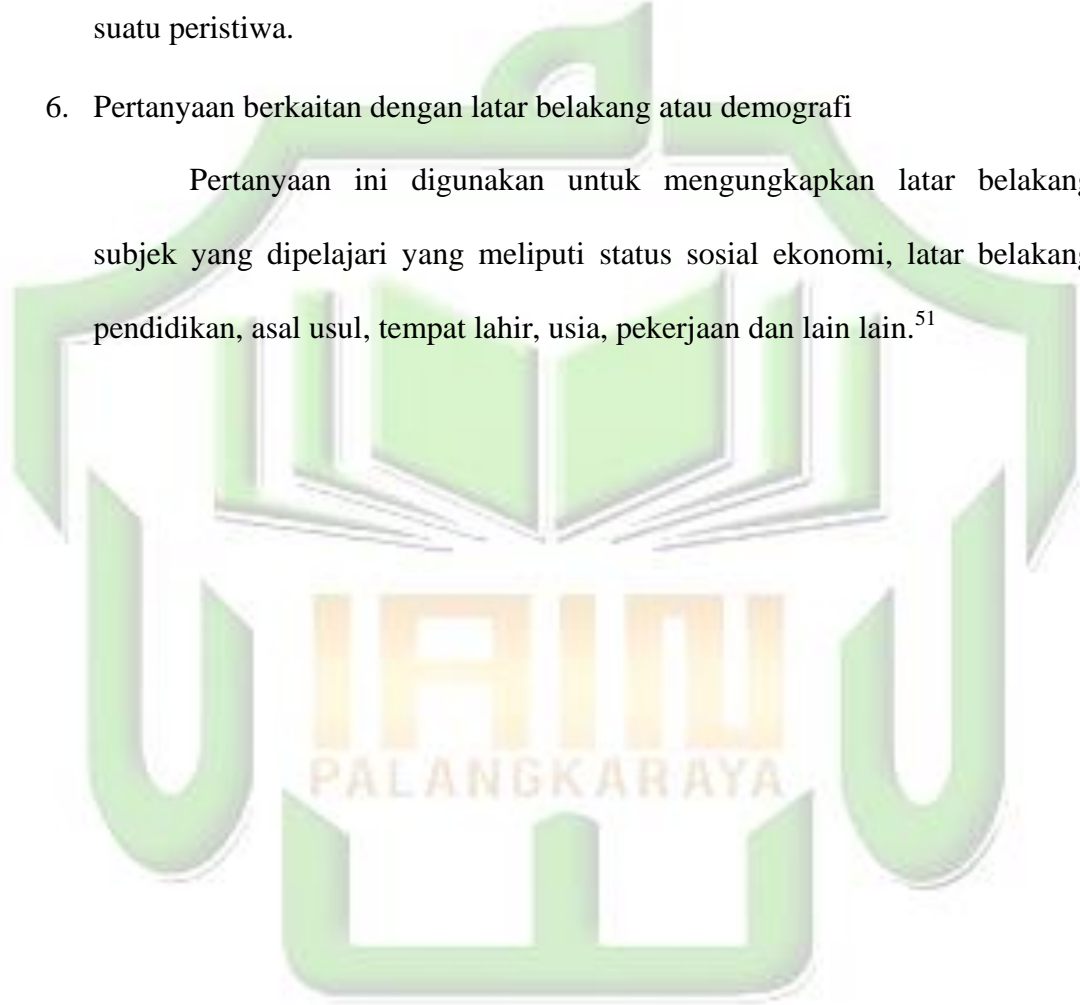 suatu peristiwa.
6. Pertanyaan berkaitan dengan latar belakang atau demografi
Pertanyaan ini digunakan untuk mengungkapkan latar belakang
subjek yang dipelajari yang meliputi status sosial ekonomi, latar belakang
pendidikan, asal usul, tempat lahir, usia, pekerjaan dan lain lain.51
IAIN
PALANGKARAYA